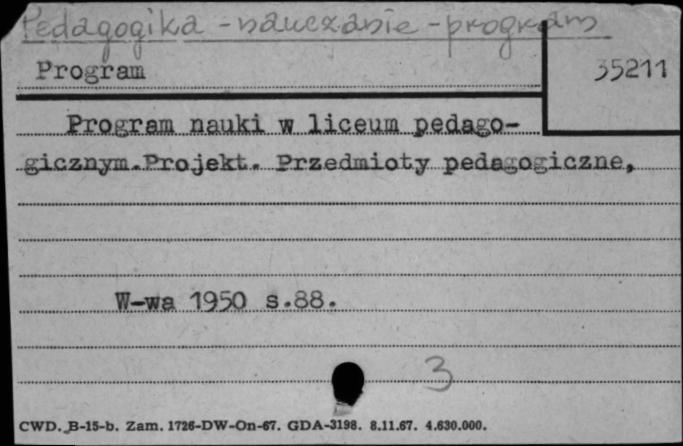 Pedagogika - nauczanie - program
Program 35211
Program nauki w liceum pedago-
gicznym.Projekt. Przedmioty pedagogiczne,
W-wa 1950 s.88.
3
CWD. B-15-b. Zam. 1726-DW-On-67. GDA-3198. 8.11.67. 4.630.000.